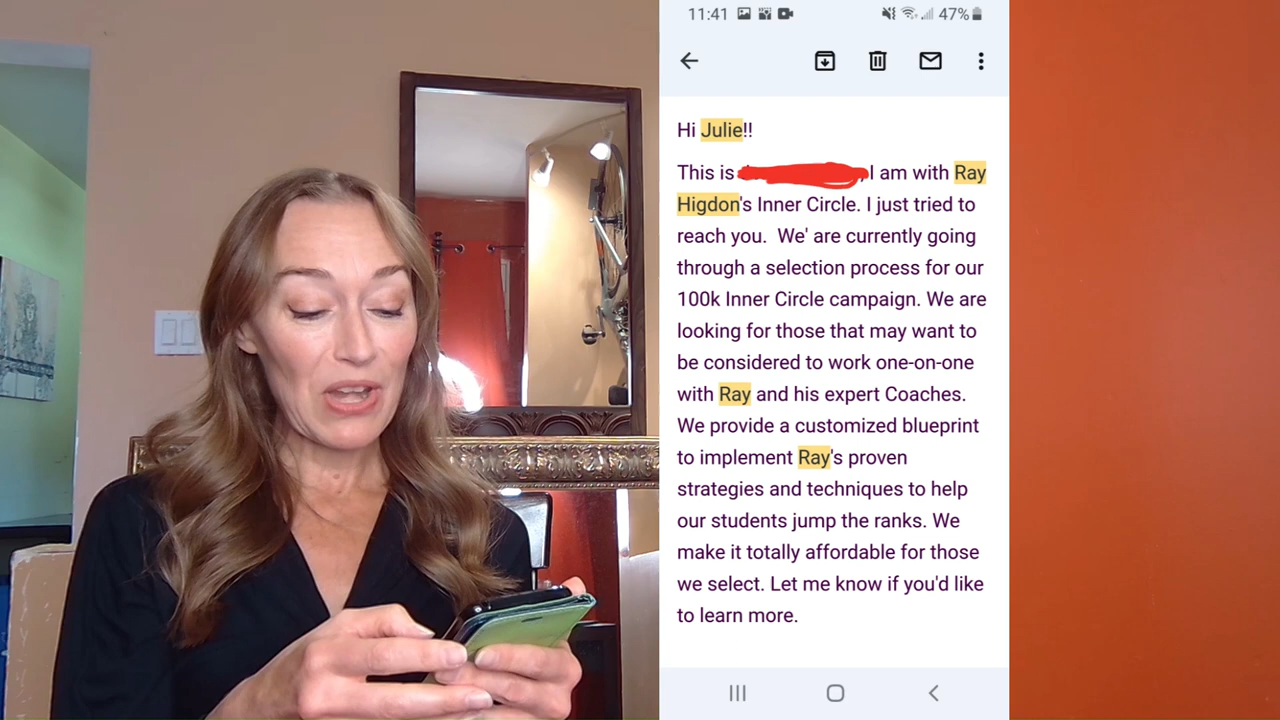 11:41 47%
Hi Julie!!
This is I am with Ray
Higdon's Inner Circle. I just tried to
reach you. We' are currently going
through a selection process for our
100k Inner Circle campaign. We are
looking for those that may want to
be considered to work one-on-one
with Ray and his expert Coaches.
We provide a customized blueprint
to implement Ray's proven
strategies and techniques to help
our students jump the ranks. We
make it totally affordable for those
we select. Let me know if you'd like
to learn more.